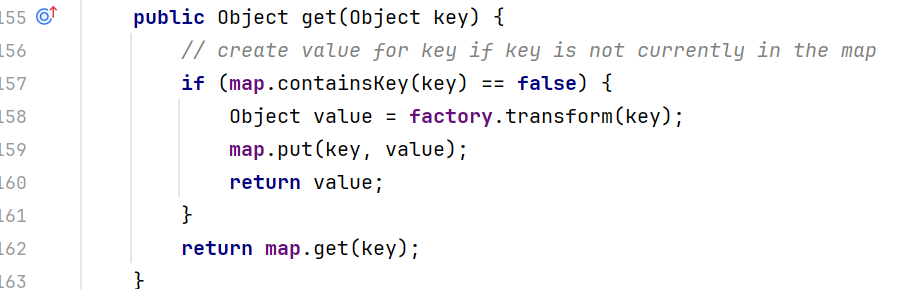 155 public Object get(Object key) {
156 // create value for key if key is not currently in the map
157 if (map.containsKey(key) == false) {
158 Object value = factory.transform(key);
159 map.put(key, value);
160 return value;
161 }
162 return map.get(key);
163 }